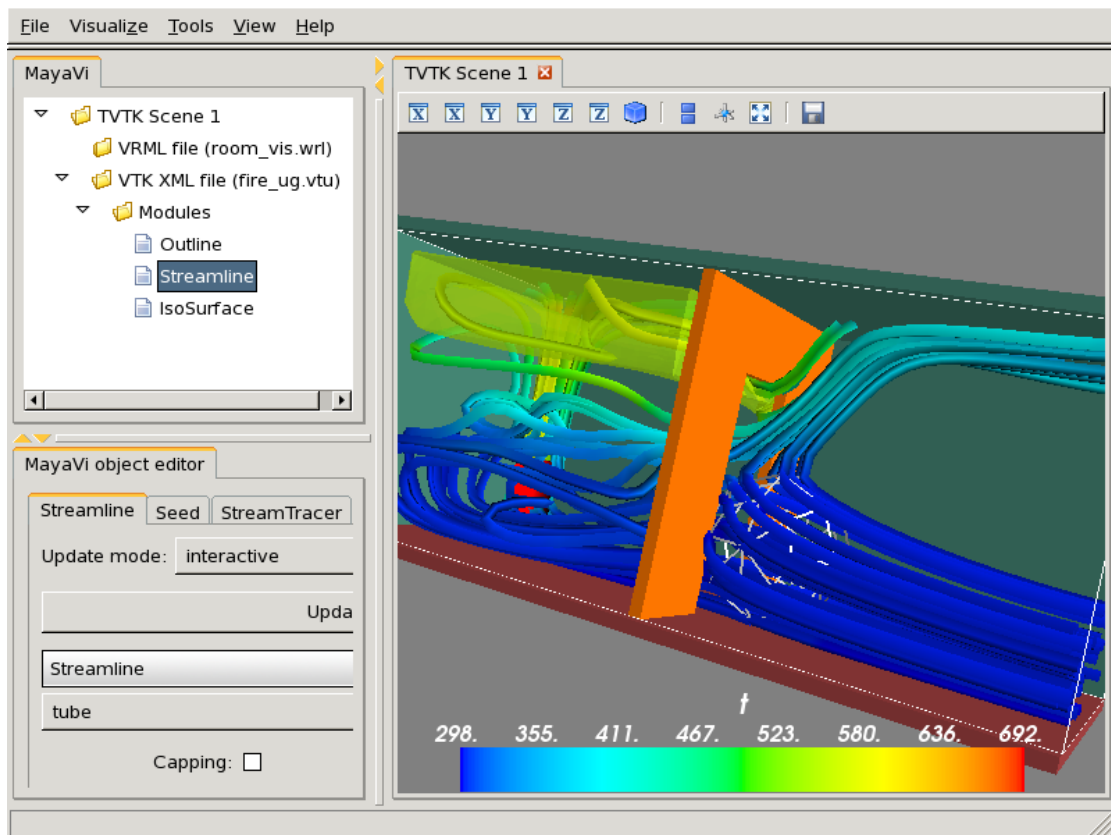 File Visualize Tools View Help
MayaVi
TVTK Scene 1
VRML file (room_vis.wrl)
VTK XML file (fire_ug.vtu)
Modules
Outline
Streamline
IsoSurface
MayaVi object editor
Streamline Seed StreamTracer
Update mode: interactive
Upda
Streamline
tube
Capping:
TVTK Scene 1
X X Y Y Z Z
t
298. 355. 411. 467. 523. 580. 636. 692.